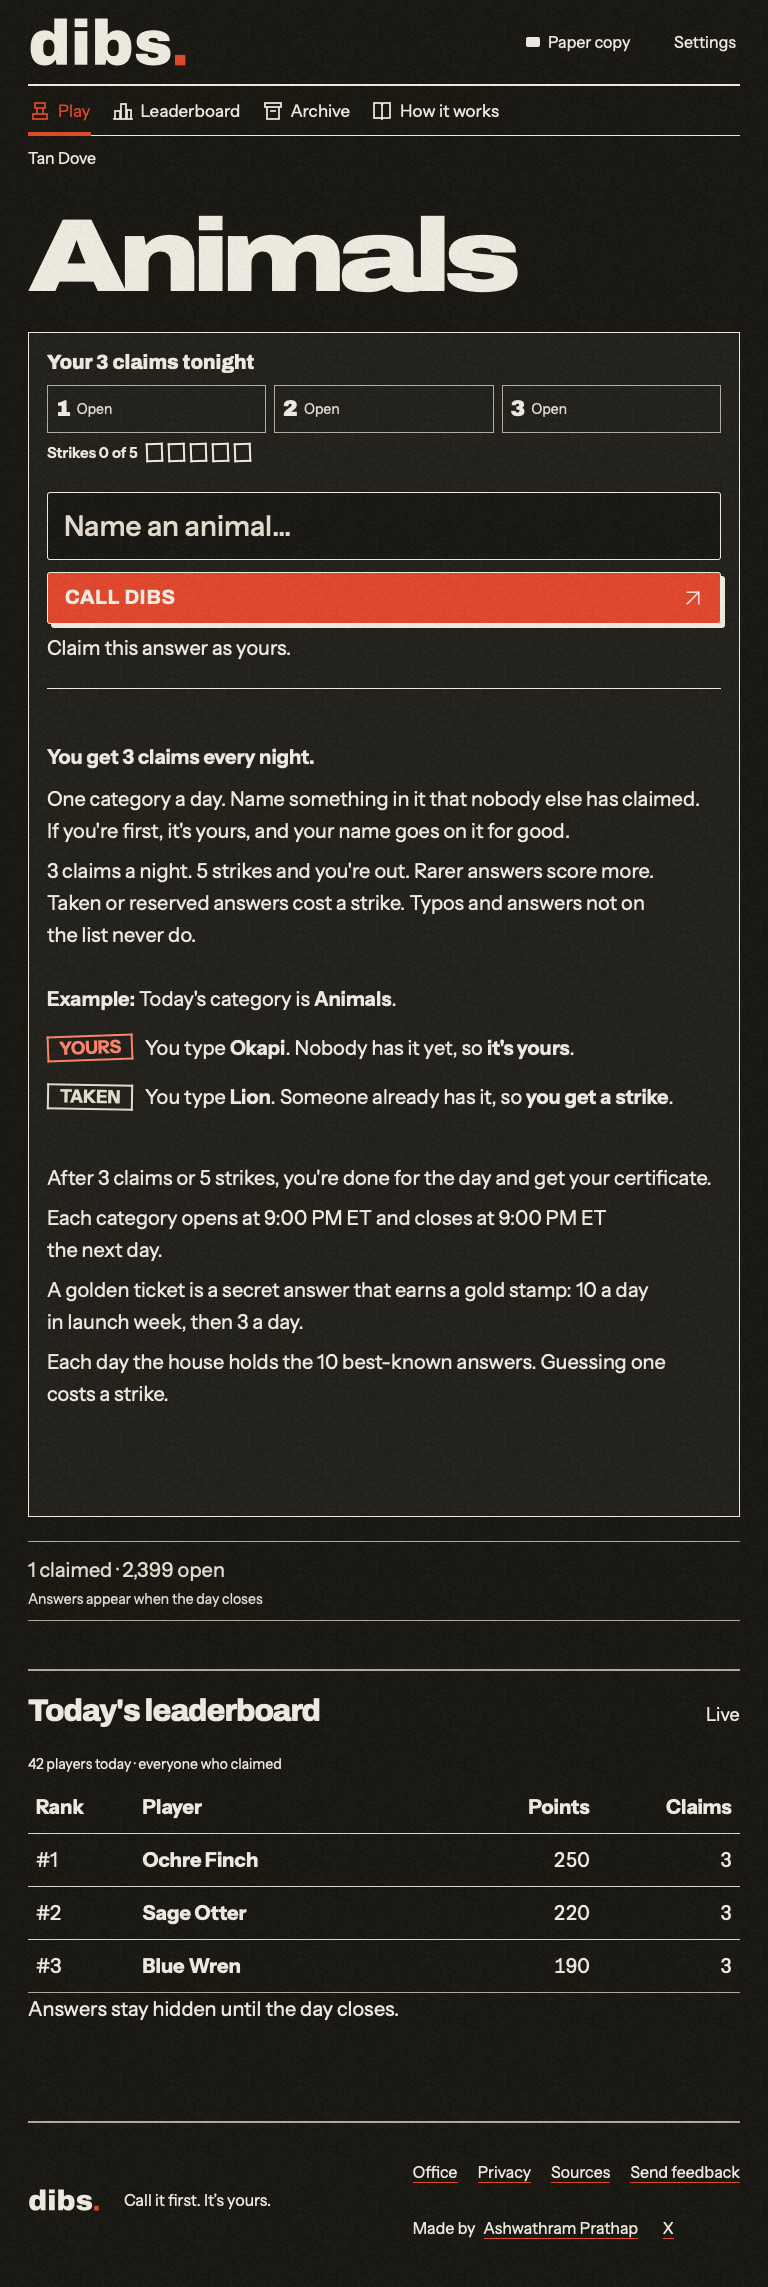 dibs.
Paper copy Settings
Play Leaderboard Archive How it works
Tan Dove
Animals
Your 3 claims tonight
1 Open 2 Open 3 Open
Strikes 0 of 5
Name an animal...
CALL DIBS
Claim this answer as yours.
You get 3 claims every night.
One category a day. Name something in it that nobody else has claimed.
If you're first, it's yours, and your name goes on it for good.
3 claims a night. 5 strikes and you're out. Rarer answers score more.
Taken or reserved answers cost a strike. Typos and answers not on
the list never do.
Example: Today's category is Animals.
YOURS You type Okapi. Nobody has it yet, so it's yours.
TAKEN You type Lion. Someone already has it, so you get a strike.
After 3 claims or 5 strikes, you're done for the day and get your certificate.
Each category opens at 9:00 PM ET and closes at 9:00 PM ET
the next day.
A golden ticket is a secret answer that earns a gold stamp: 10 a day
in launch week, then 3 a day.
Each day the house holds the 10 best-known answers. Guessing one
costs a strike.
1 claimed · 2,399 open
Answers appear when the day closes
Today's leaderboard Live
42 players today · everyone who claimed
Rank Player Points Claims
#1 Ochre Finch 250 3
#2 Sage Otter 220 3
#3 Blue Wren 190 3
Answers stay hidden until the day closes.
Office Privacy Sources Send feedback
dibs. Call it first. It's yours.
Made by Ashwathram Prathap X